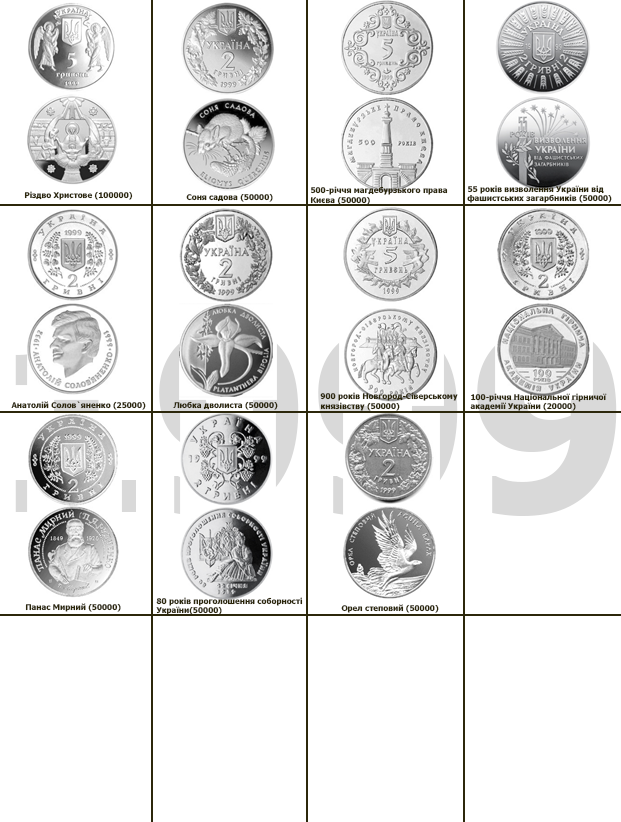 УКРАЇНА
5
ГРИВЕНЬ
1999
Різдво Христове (100000)
УКРАЇНА
2
ГРИВНІ
1999
СОНЯ САДОВА
ELIOMYS QUERCINUS
Соня садова (50000)
УКРАЇНА
5
ГРИВЕНЬ
1999
МАГДЕБУРЗЬКЕ ПРАВО КИЄВА
500 РОКІВ
500-річчя магдебурзького права
Києва (50000)
УКРАЇНА
2 ГРИВНІ 2
ВИЗВОЛЕННЯ
УКРАЇНИ
ВІД ФАШИСТСЬКИХ
ЗАГАРБНИКІВ
55 років визволення України від
фашистських загарбників (50000)
УКРАЇНА
1999
2
ГРИВНІ
1932 АНАТОЛІЙ СОЛОВ'ЯНЕНКО 1999
Анатолій Солов`яненко (25000)
УКРАЇНА
2
ГРИВНІ
1999
ЛЮБКА ДВОЛИСТА
PLATANTHERA BIFOLIA
Любка дволиста (50000)
УКРАЇНА
5
ГРИВЕНЬ
1999
НОВГОРОД-СІВЕРСЬКОМУ КНЯЗІВСТВУ
900 РОКІВ
900 років Новгород-Сіверському
князівству (50000)
УКРАЇНА
1999
2
ГРИВНІ
НАЦІОНАЛЬНА ГІРНИЧА
100
РОКІВ
АКАДЕМІЯ УКРАЇНИ
100-річчя Національної гірничої
академії України (20000)
УКРАЇНА
1999
2
ГРИВНІ
ПАНАС МИРНИЙ
1849 1920
Панас Мирний (50000)
УКРАЇНА
1999
2 ГРИВНІ
80 РОКІВ ПРОГОЛОШЕННЯ СОБОРНОСТІ УКРАЇНИ
80 років проголошення соборності
України(50000)
УКРАЇНА
2
ГРИВНІ
1999
ОРЕЛ СТЕПОВИЙ
Орел степовий (50000)
1999